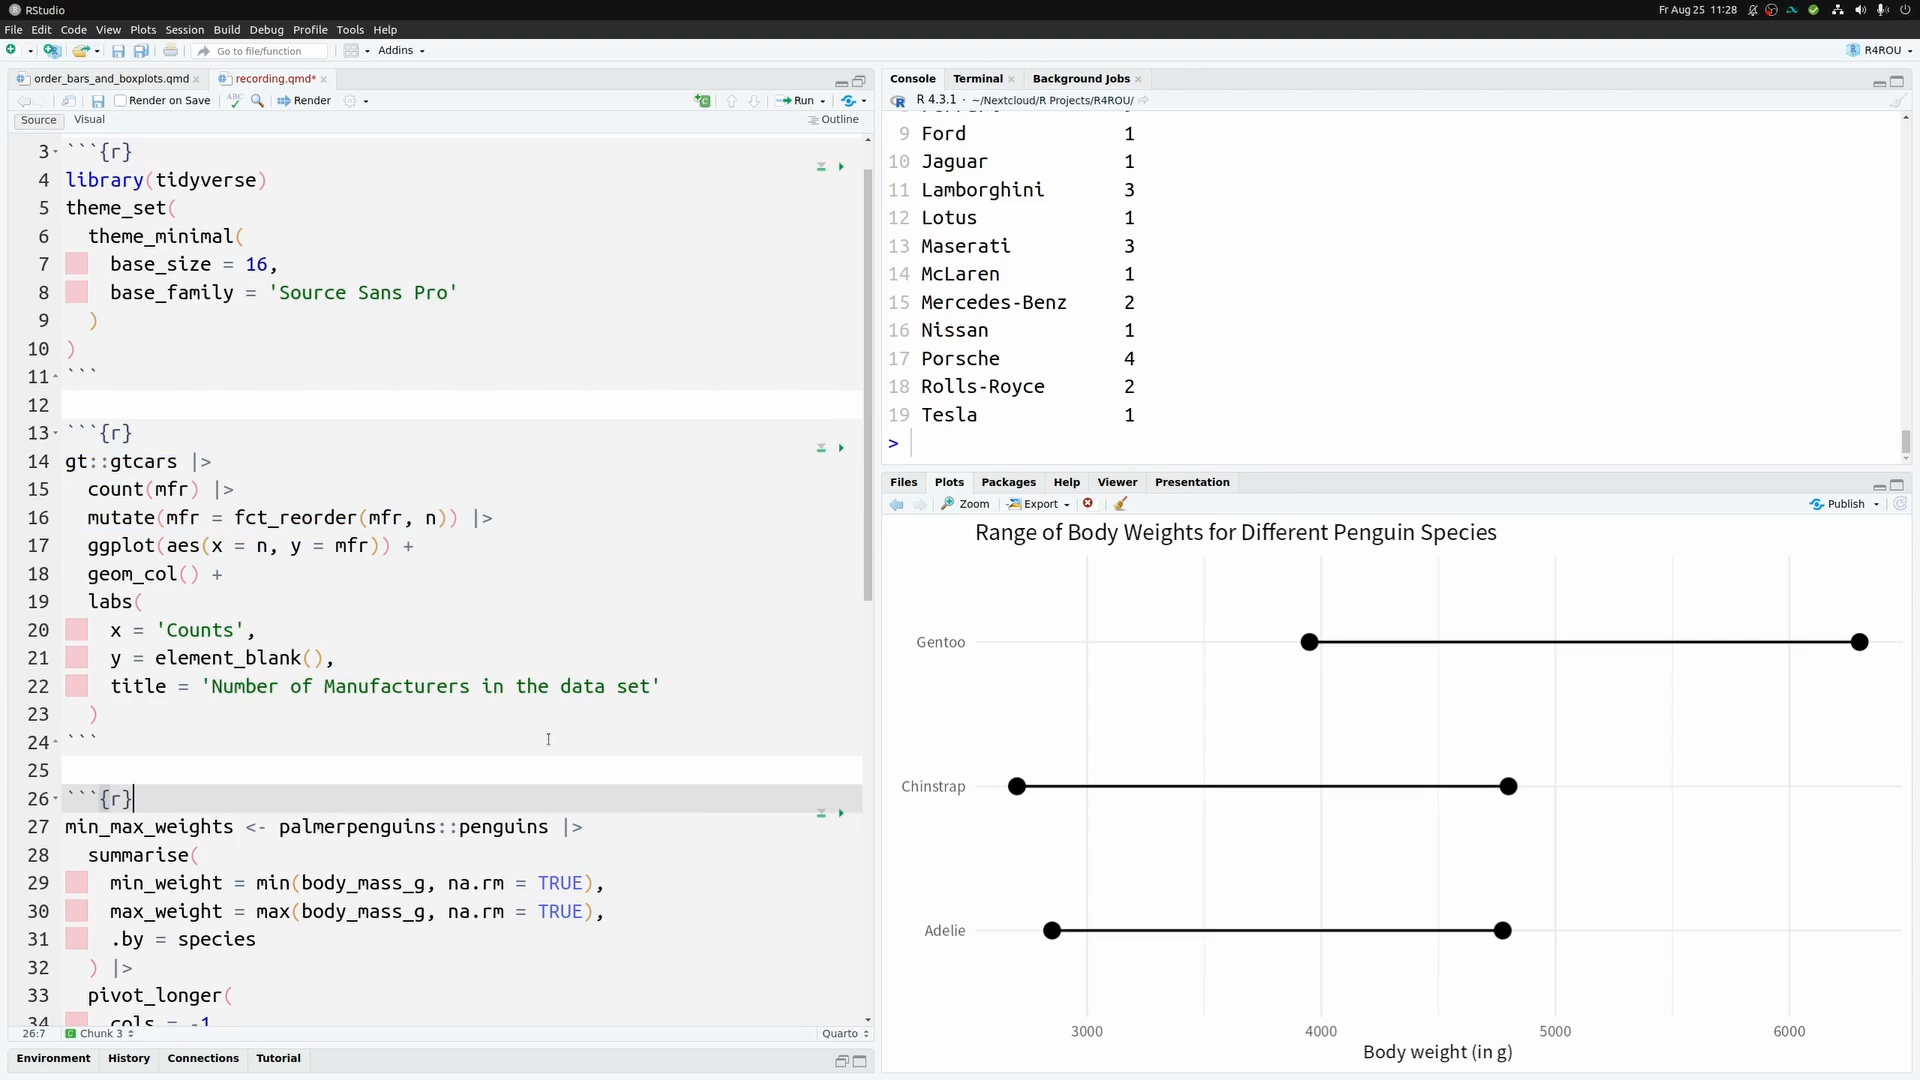 RStudio
Fr Aug 25 11:28
File Edit Code View Plots Session Build Debug Profile Tools Help
Go to file/function
Addins
R4ROU
order_bars_and_boxplots.qmd
recording.qmd*
Render on Save
ABC
Render
Run
Source
Visual
Outline
3 ```{r}
4 library(tidyverse)
5 theme_set(
6   theme_minimal(
7     base_size = 16,
8     base_family = 'Source Sans Pro'
9   )
10 )
11 ```
12
13 ```{r}
14 gt::gtcars |>
15   count(mfr) |>
16   mutate(mfr = fct_reorder(mfr, n)) |>
17   ggplot(aes(x = n, y = mfr)) +
18   geom_col() +
19   labs(
20     x = 'Counts',
21     y = element_blank(),
22     title = 'Number of Manufacturers in the data set'
23   )
24 ```
25
26 ```{r}
27 min_max_weights <- palmerpenguins::penguins |>
28   summarise(
29     min_weight = min(body_mass_g, na.rm = TRUE),
30     max_weight = max(body_mass_g, na.rm = TRUE),
31     .by = species
32   ) |>
33   pivot_longer(
34     cols = -1
26:7
Chunk 3
Quarto
Environment History Connections Tutorial
Console Terminal Background Jobs
R 4.3.1 · ~/Nextcloud/R Projects/R4ROU/
9 Ford 1
10 Jaguar 1
11 Lamborghini 3
12 Lotus 1
13 Maserati 3
14 McLaren 1
15 Mercedes-Benz 2
16 Nissan 1
17 Porsche 4
18 Rolls-Royce 2
19 Tesla 1
>
Files Plots Packages Help Viewer Presentation
Zoom Export Publish
Range of Body Weights for Different Penguin Species
Gentoo
Chinstrap
Adelie
3000 4000 5000 6000
Body weight (in g)